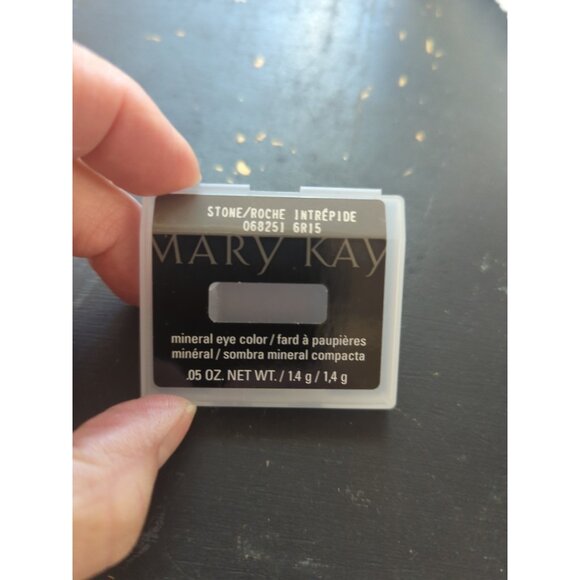 STONE/ROCHE INTRÉPIDE
068251 6R15
MARY KAY
mineral eye color / fard à paupières
minéral / sombra mineral compacta
.05 OZ. NET WT. / 1.4 g / 1,4 g